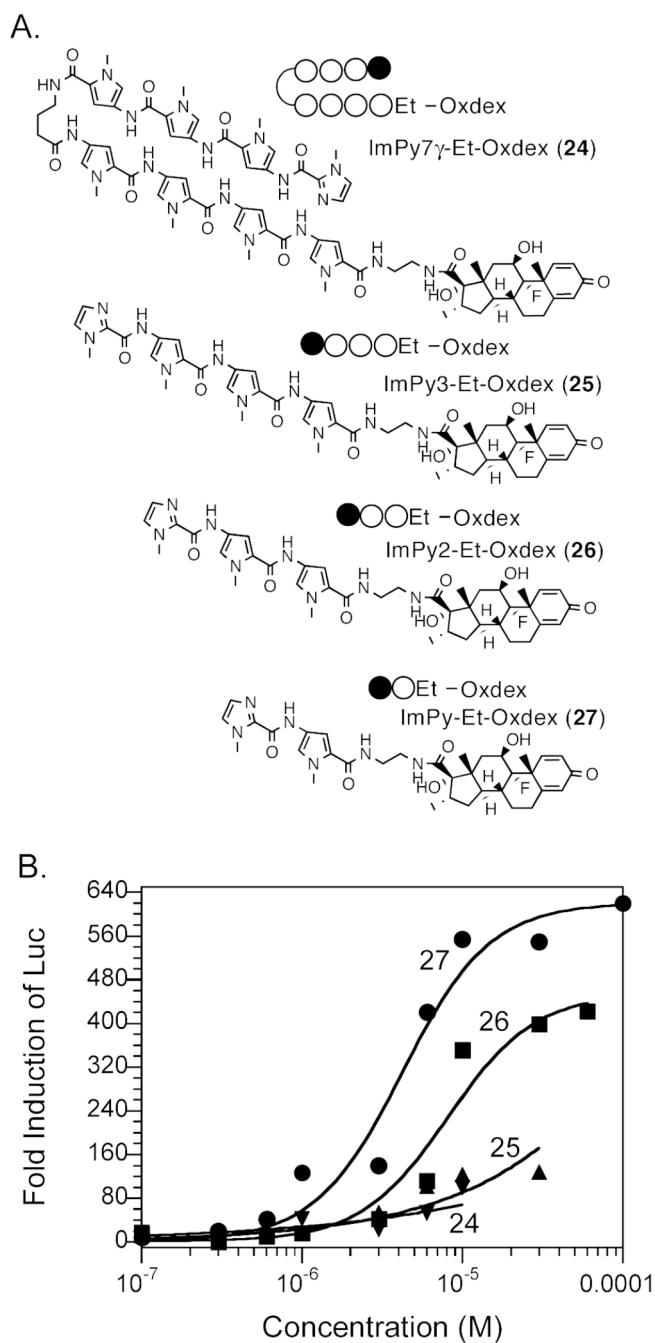 A.
Et –Oxdex
ImPy7γ-Et-Oxdex (24)
Et –Oxdex
ImPy3-Et-Oxdex (25)
Et –Oxdex
ImPy2-Et-Oxdex (26)
Et –Oxdex
ImPy-Et-Oxdex (27)
B.
Fold Induction of Luc
640
560
480
400
320
240
160
80
0
27
26
25
24
10⁻⁷
10⁻⁶
10⁻⁵
0.0001
Concentration (M)